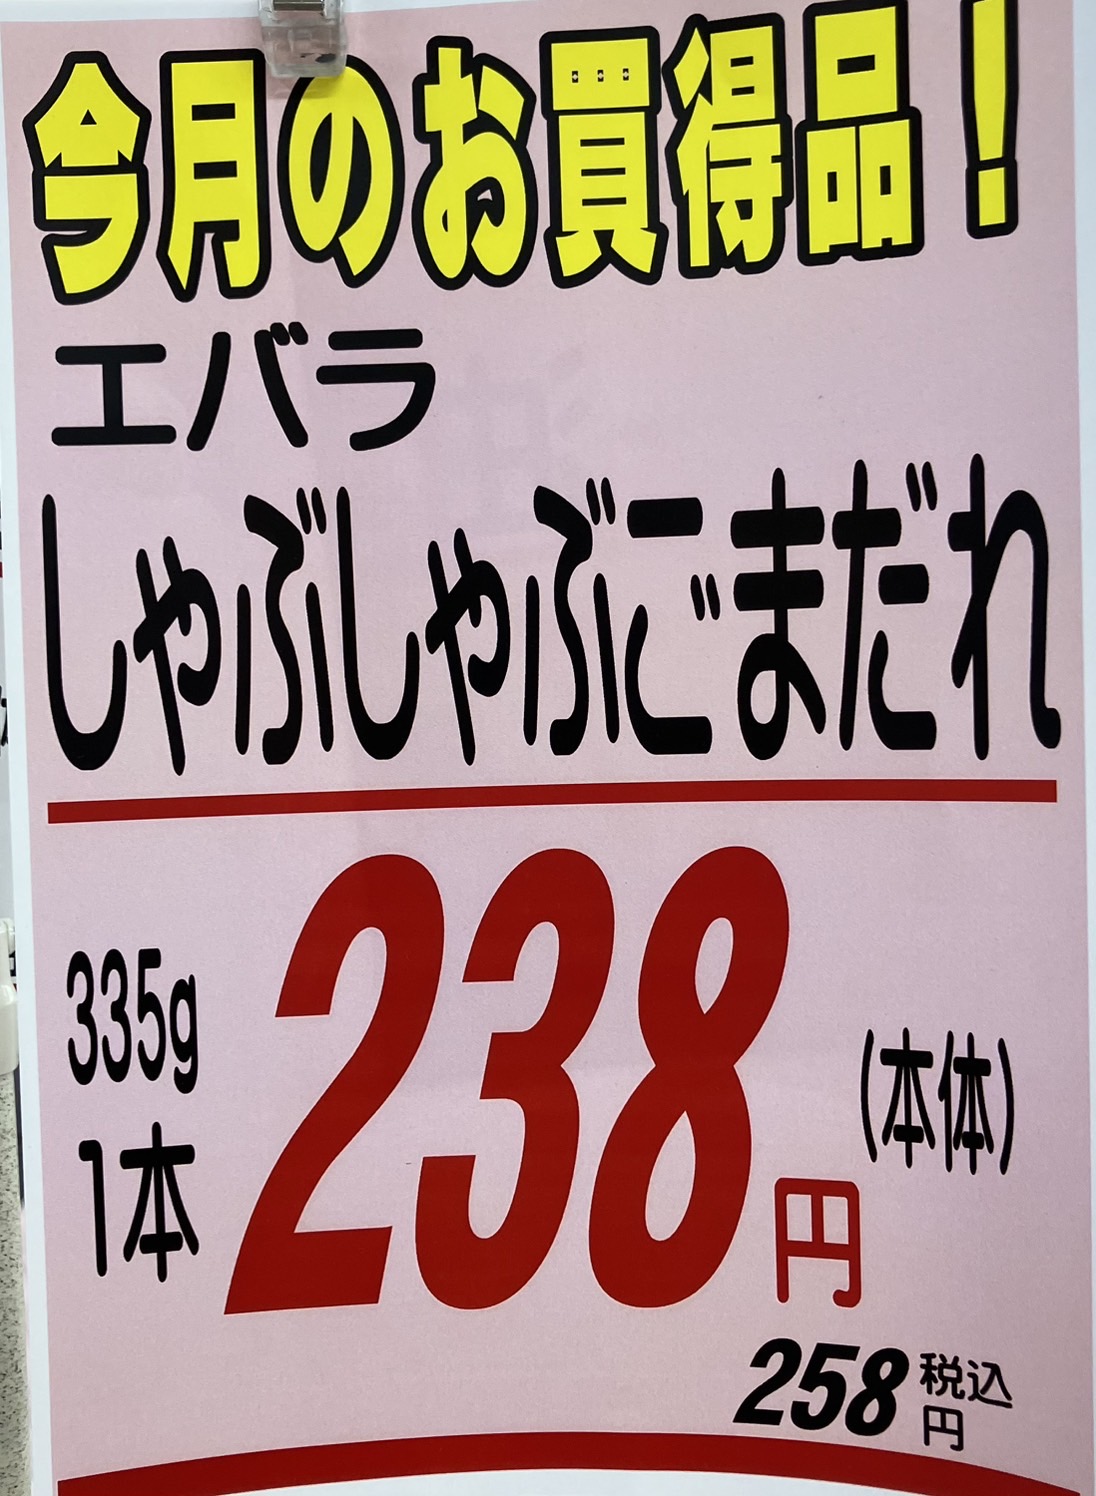 今月のお買得品！
エバラ
しゃぶしゃぶごまだれ
335g
1本
238円
(本体)
258税込円